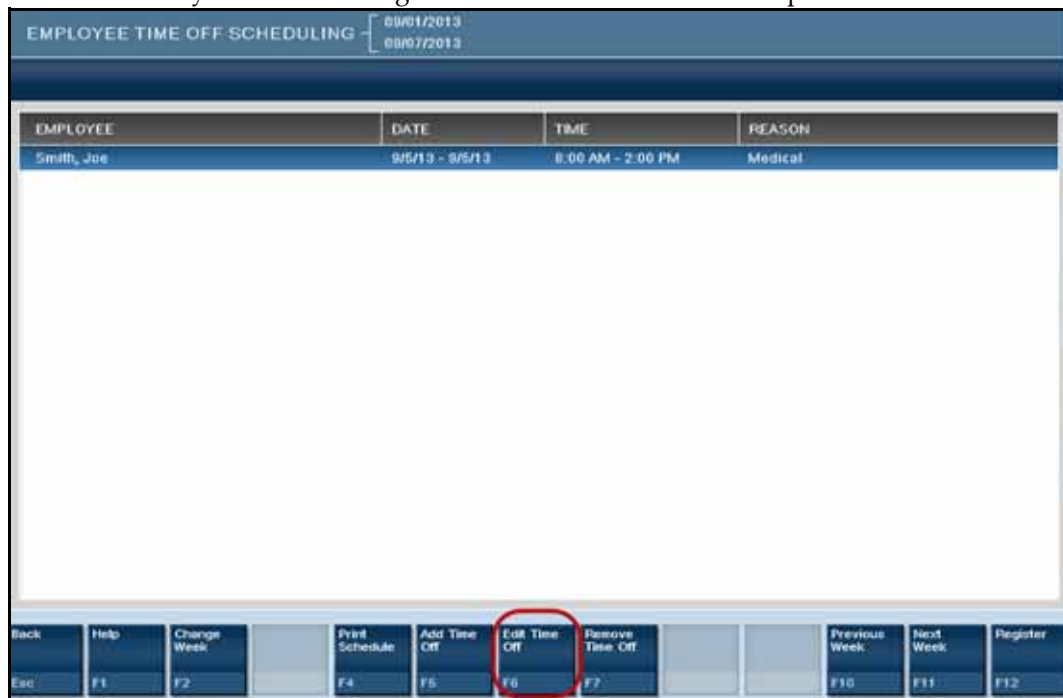 EMPLOYEE TIME OFF SCHEDULING -
09/01/2013
09/07/2013
EMPLOYEE DATE TIME REASON
Smith, Joe 9/5/13 - 9/5/13 8:00 AM - 2:00 PM Medical
Back Help Change Week Print Schedule Add Time Off Edit Time Off Remove Time Off Previous Week Next Week Register
Esc F1 F2 F4 F5 F6 F7 F10 F11 F12